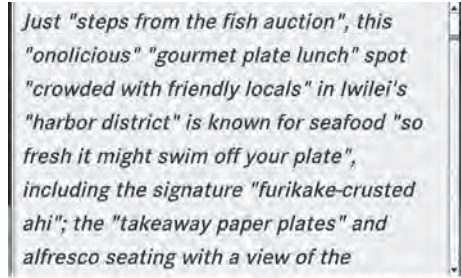 Just "steps from the fish auction", this
"onolicious" "gourmet plate lunch" spot
"crowded with friendly locals" in Iwilei's
"harbor district" is known for seafood "so
fresh it might swim off your plate",
including the signature "furikake-crusted
ahi"; the "takeaway paper plates" and
alfresco seating with a view of the